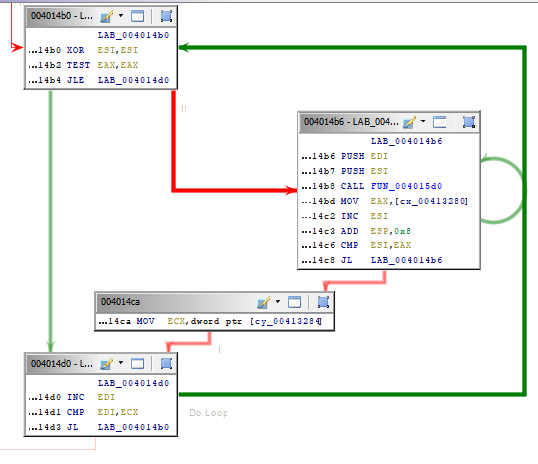 004014b0 - L...
LAB_004014b0
...14b0 XOR ESI,ESI
...14b2 TEST EAX,EAX
...14b4 JLE LAB_004014d0
If
004014b6 - LAB_004...
LAB_004014b6
...14b6 PUSH EDI
...14b7 PUSH ESI
...14b8 CALL FUN_004015d0
...14bd MOV EAX,[cx_00413280]
...14c2 INC ESI
...14c3 ADD ESP,0x8
...14c6 CMP ESI,EAX
...14c8 JL LAB_004014b6
004014ca
...14ca MOV ECX,dword ptr [cy_00413284]
004014d0 - L...
LAB_004014d0
...14d0 INC EDI
...14d1 CMP EDI,ECX
...14d3 JL LAB_004014b0
Do Loop